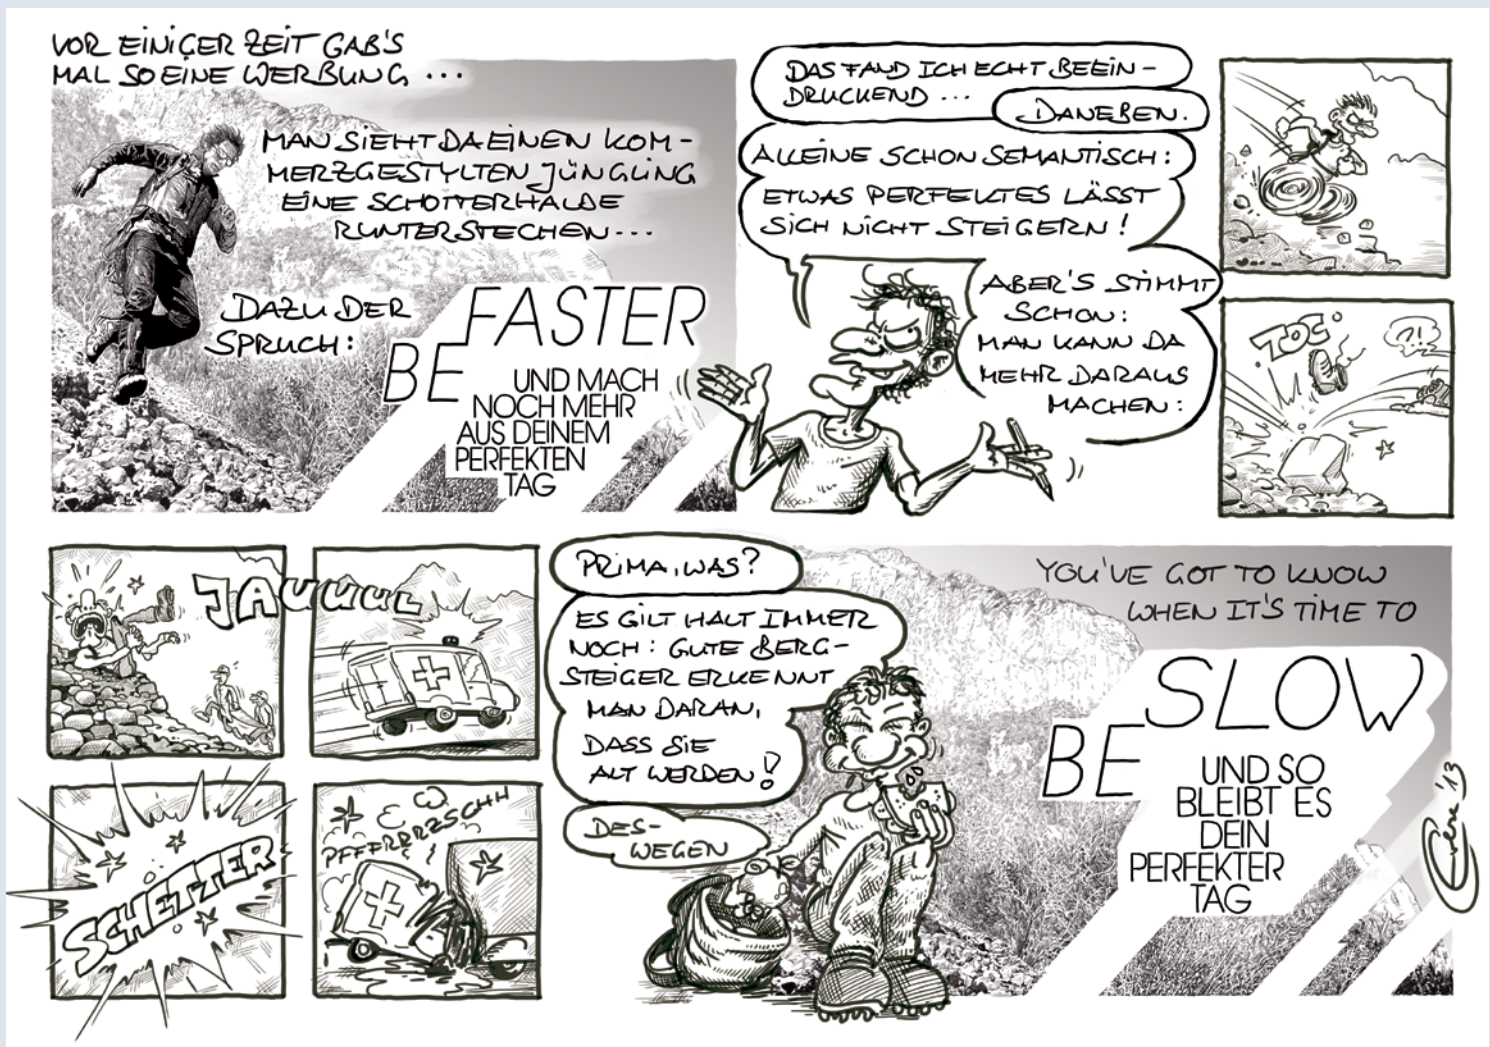 VOR EINIGER ZEIT GAB'S
MAL SO EINE WERBUNG ...
MAN SIEHT DA EINEN KOM-
MERZGESTYLTEN JÜNGLING
EINE SCHOTTERHALDE
RUNTERSTECHEN...
DAZU DER
SPRUCH:
BE FASTER
UND MACH
NOCH MEHR
AUS DEINEM
PERFEKTEN
TAG
DAS FAND ICH ECHT BEEIN-
DRUCKEND ...
DANEBEN.
ALLEINE SCHON SEMANTISCH:
ETWAS PERFEKTES LÄSST
SICH NICHT STEIGERN!
ABER'S STIMMT
SCHON:
MAN KANN DA
MEHR DARAUS
MACHEN:
TOC
?!
JAUUUL
SCHETTER
PFFFRRRZSCHH
PRIMA, WAS?
ES GILT HALT IMMER
NOCH: GUTE BERG-
STEIGER ERKENNT
MAN DARAN,
DASS SIE
ALT WERDEN!
DES-
WEGEN
YOU'VE GOT TO KNOW
WHEN IT'S TIME TO
BE SLOW
UND SO
BLEIBT ES
DEIN
PERFEKTER
TAG
'13